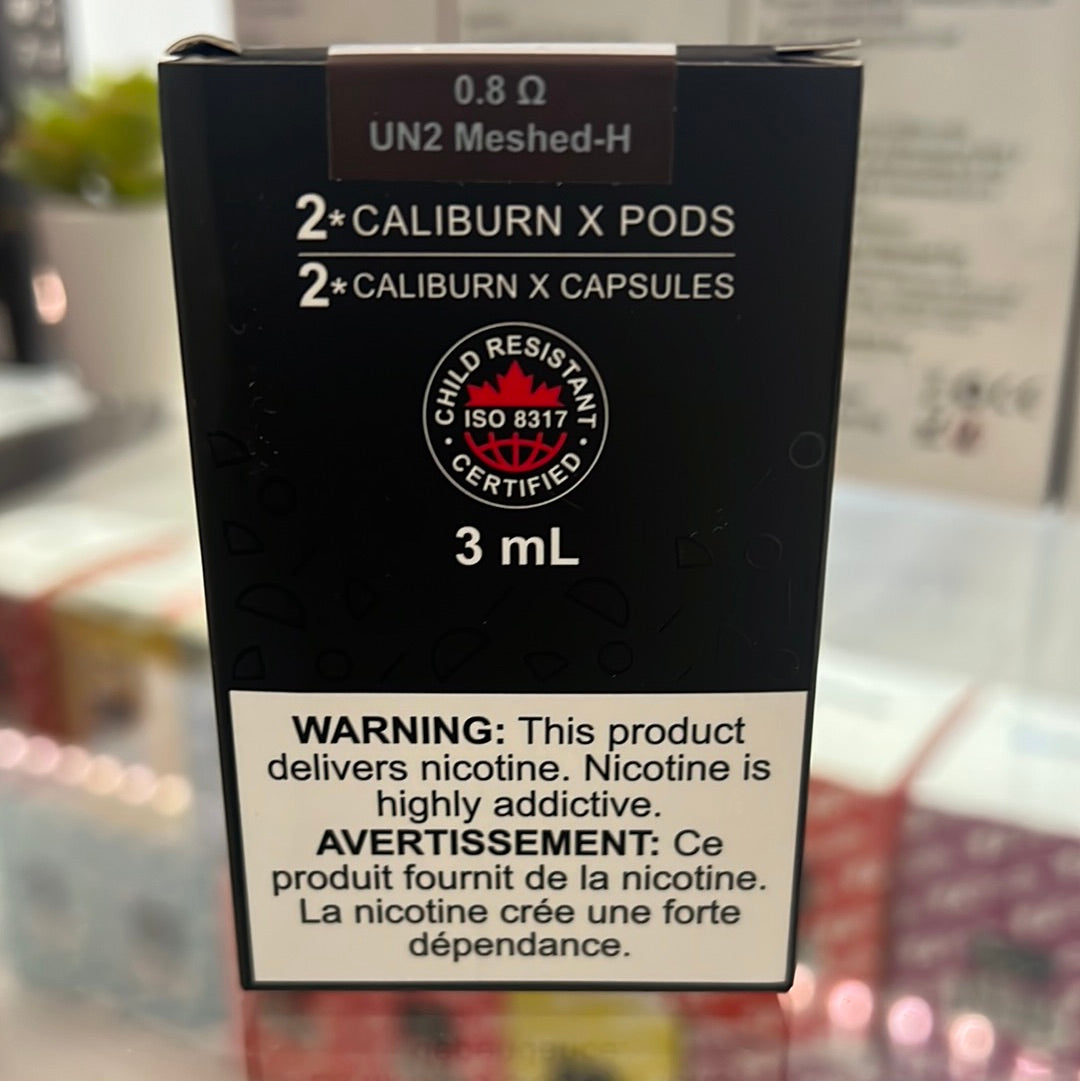 0.8 Ω
UN2 Meshed-H
2*CALIBURN X PODS
2*CALIBURN X CAPSULES
CHILD RESISTANT
ISO 8317
· CERTIFIED ·
3 mL
WARNING: This product
delivers nicotine. Nicotine is
highly addictive.
AVERTISSEMENT: Ce
produit fournit de la nicotine.
La nicotine crée une forte
dépendance.